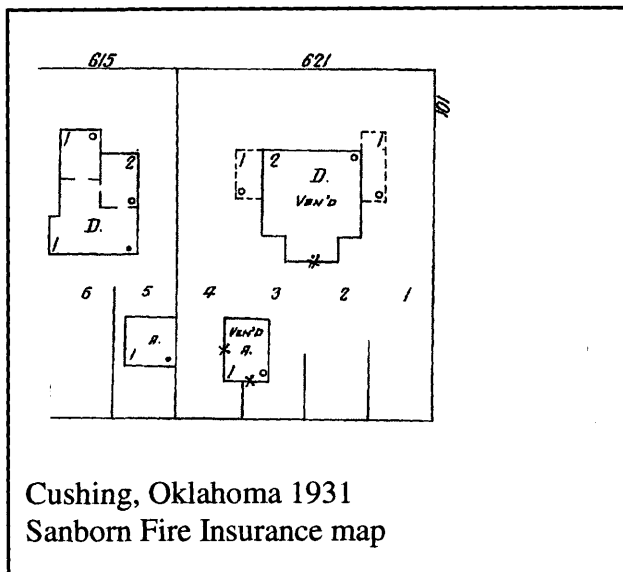 615 621
101
1 2 1 2 1
D.
VEN'D
D.
1
6 5 4 3 2 1
VEN'D
A.
A.
1 1
Cushing, Oklahoma 1931
Sanborn Fire Insurance map